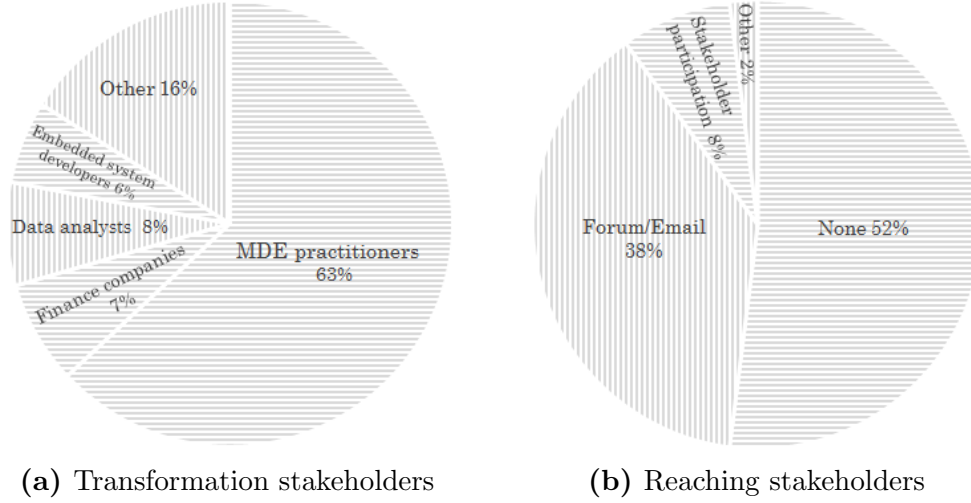 Other 16%
Embedded system
developers 6%
Data analysts 8%
Finance companies
7%
MDE practitioners
63%
(a) Transformation stakeholders
Other 2%
Stakeholder
participation 8%
Forum/Email
38%
None 52%
(b) Reaching stakeholders